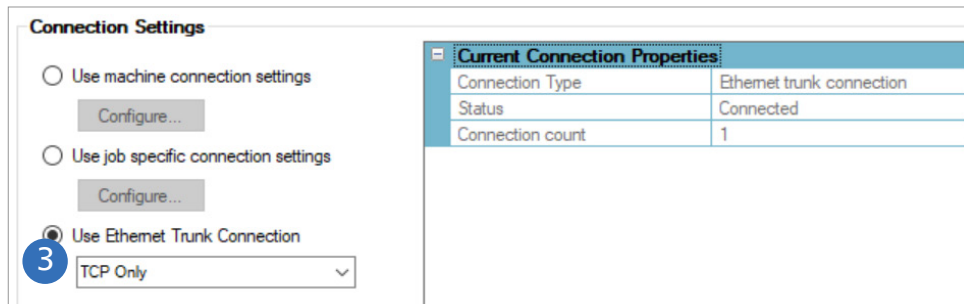 Connection Settings
Use machine connection settings
Configure...
Use job specific connection settings
Configure...
Use Ethernet Trunk Connection
3
TCP Only
Current Connection Properties
Connection Type Ethernet trunk connection
Status Connected
Connection count 1